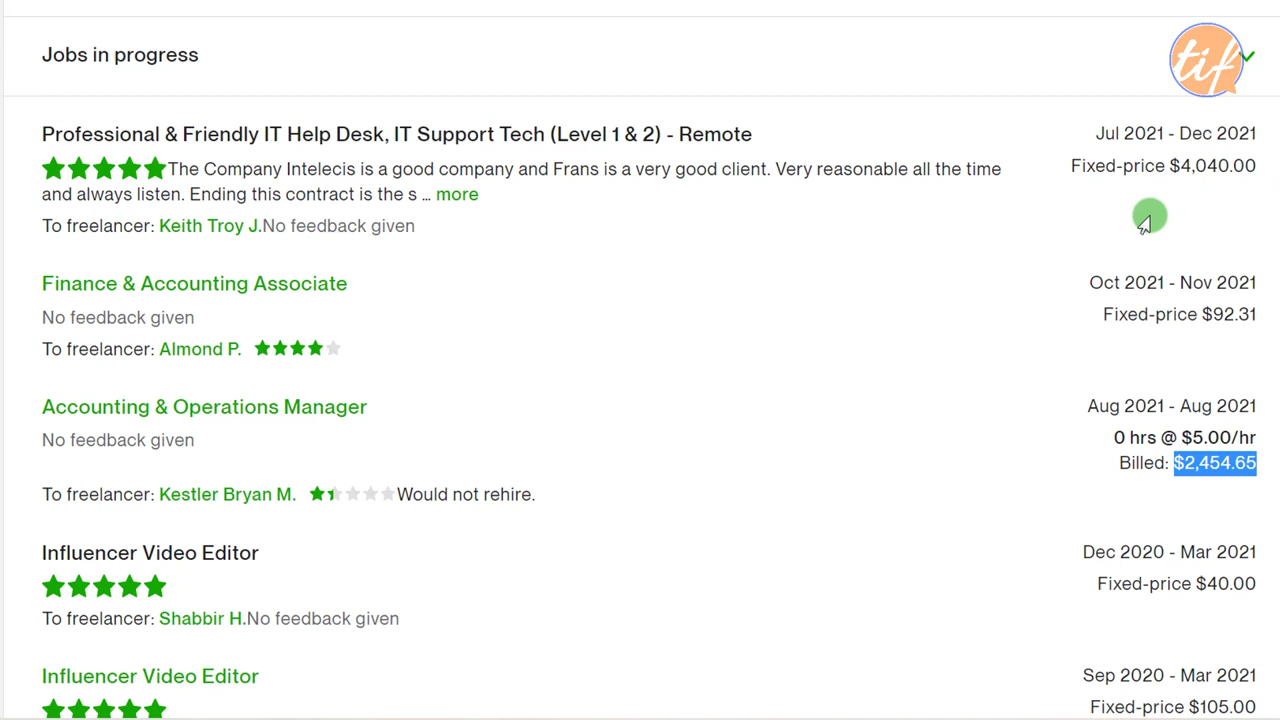 Jobs in progress
tif
Professional & Friendly IT Help Desk, IT Support Tech (Level 1 & 2) - Remote
Jul 2021 - Dec 2021
The Company Intelecis is a good company and Frans is a very good client. Very reasonable all the time
Fixed-price $4,040.00
and always listen. Ending this contract is the s ... more
To freelancer: Keith Troy J.No feedback given
Finance & Accounting Associate
Oct 2021 - Nov 2021
No feedback given
Fixed-price $92.31
To freelancer: Almond P.
Accounting & Operations Manager
Aug 2021 - Aug 2021
No feedback given
0 hrs @ $5.00/hr
Billed: $2,454.65
To freelancer: Kestler Bryan M. Would not rehire.
Influencer Video Editor
Dec 2020 - Mar 2021
Fixed-price $40.00
To freelancer: Shabbir H.No feedback given
Influencer Video Editor
Sep 2020 - Mar 2021
Fixed-price $105.00